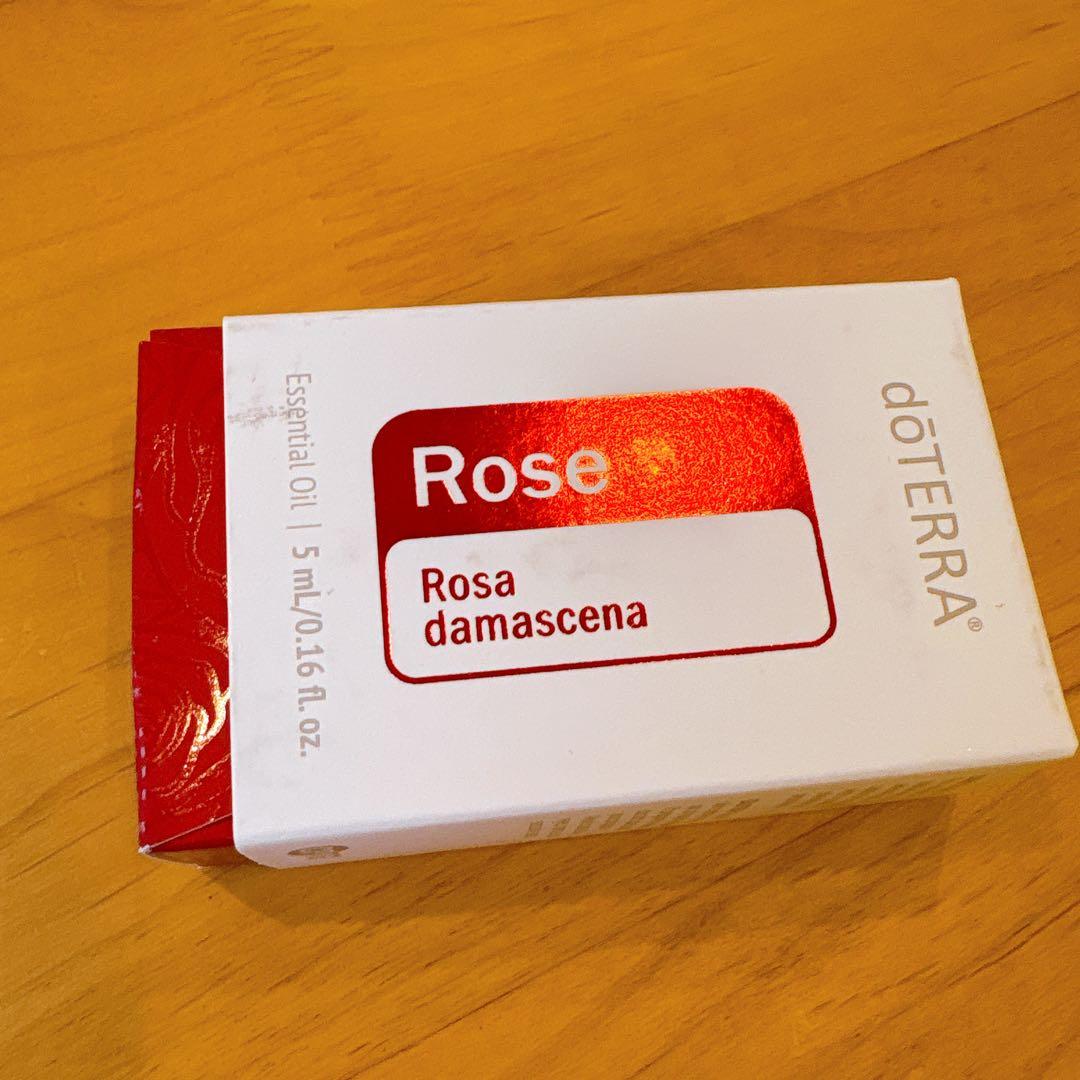 Rose
Rosa
damascena
dōTERRA®
Essential Oil | 5 mL/0.16 fl. oz.